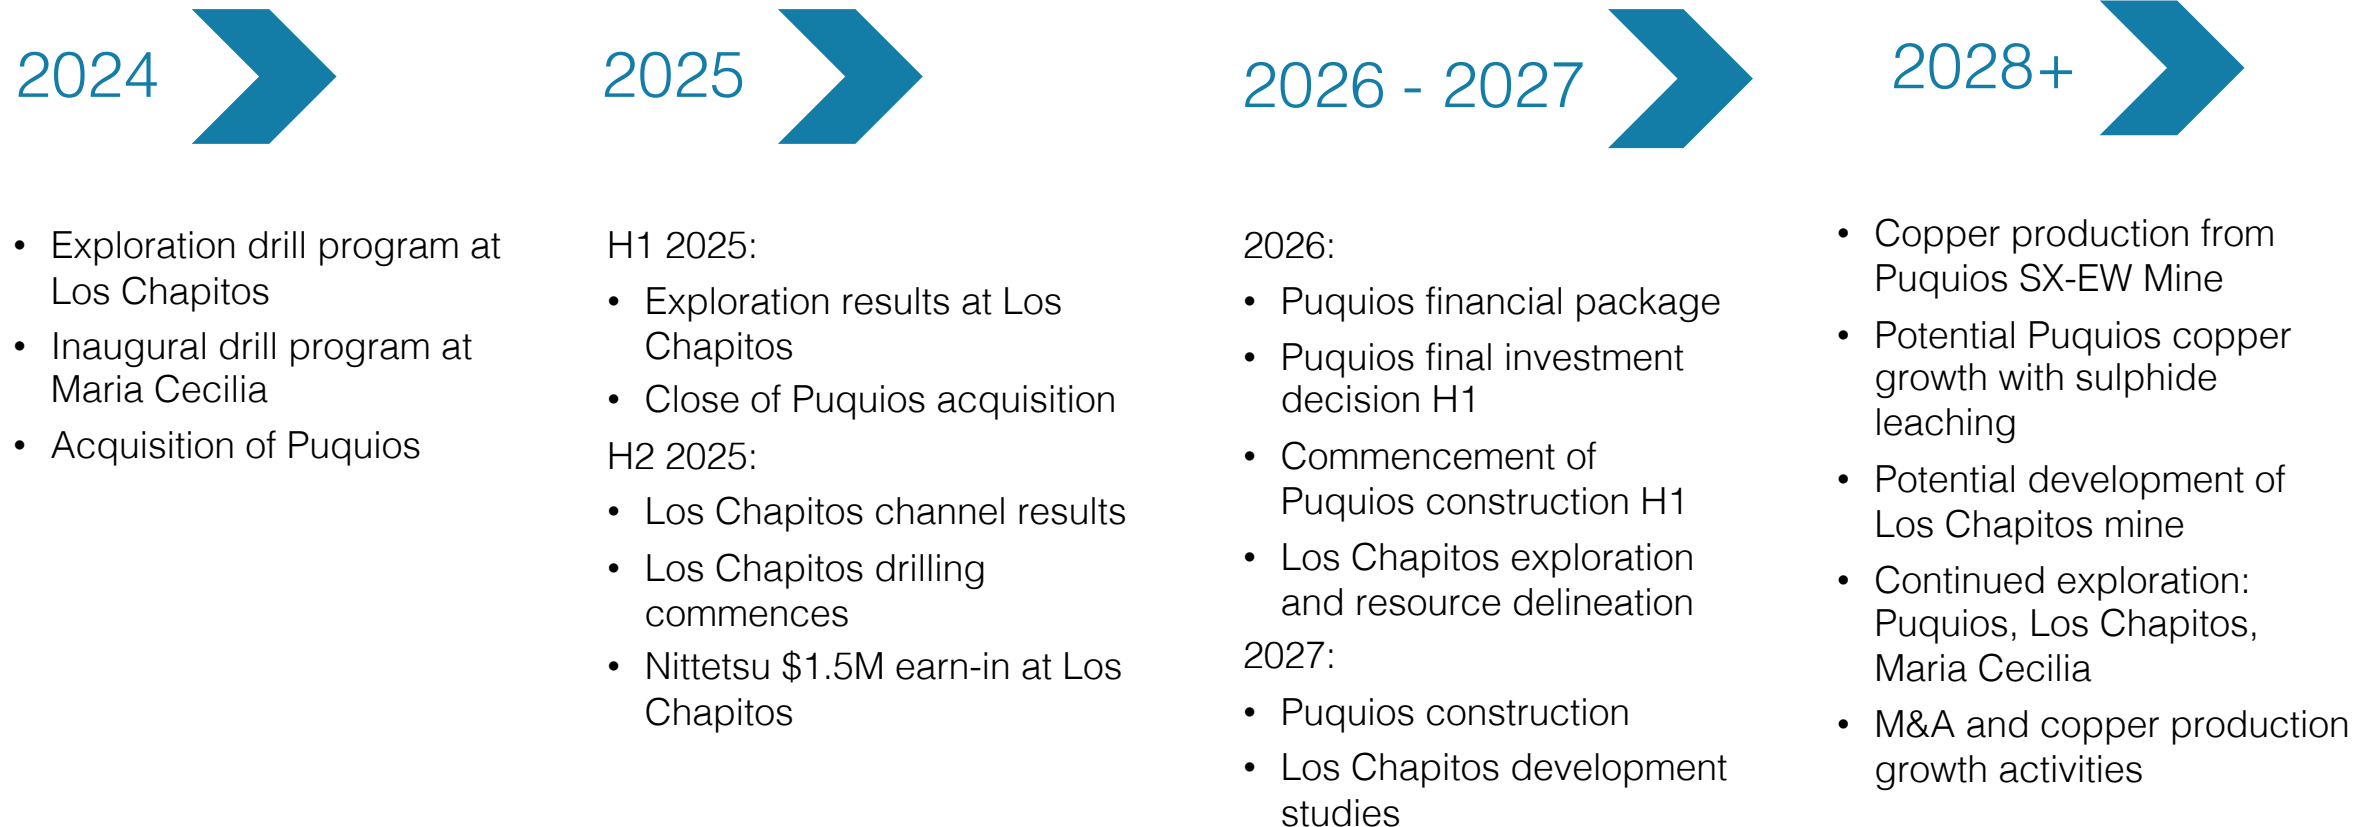 2024
• Exploration drill program at
Los Chapitos
• Inaugural drill program at
Maria Cecilia
• Acquisition of Puquios
2025
H1 2025:
• Exploration results at Los
Chapitos
• Close of Puquios acquisition
H2 2025:
• Los Chapitos channel results
• Los Chapitos drilling
commences
• Nittetsu $1.5M earn-in at Los
Chapitos
2026 - 2027
2026:
• Puquios financial package
• Puquios final investment
decision H1
• Commencement of
Puquios construction H1
• Los Chapitos exploration
and resource delineation
2027:
• Puquios construction
• Los Chapitos development
studies
2028+
• Copper production from
Puquios SX-EW Mine
• Potential Puquios copper
growth with sulphide
leaching
• Potential development of
Los Chapitos mine
• Continued exploration:
Puquios, Los Chapitos,
Maria Cecilia
• M&A and copper production
growth activities